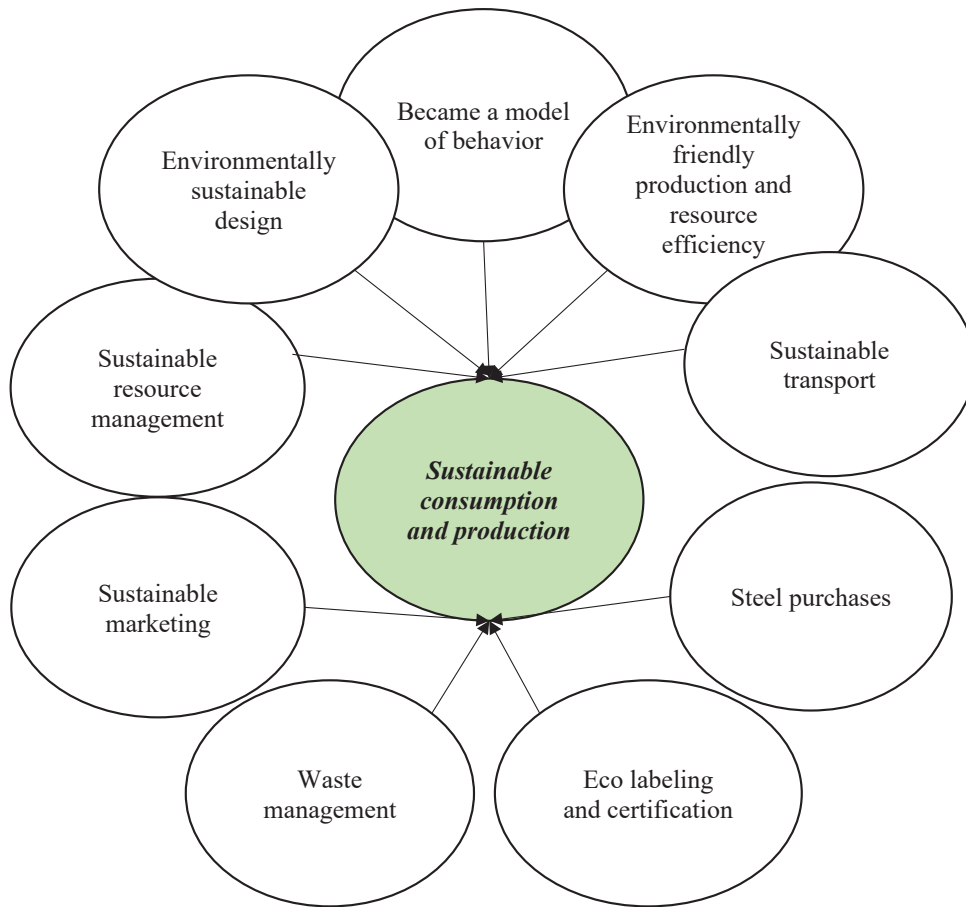 Became a model
of behavior
Environmentally
sustainable
design
Environmentally
friendly
production and
resource
efficiency
Sustainable
resource
management
Sustainable
transport
Sustainable
consumption
and production
Sustainable
marketing
Steel purchases
Waste
management
Eco labeling
and certification